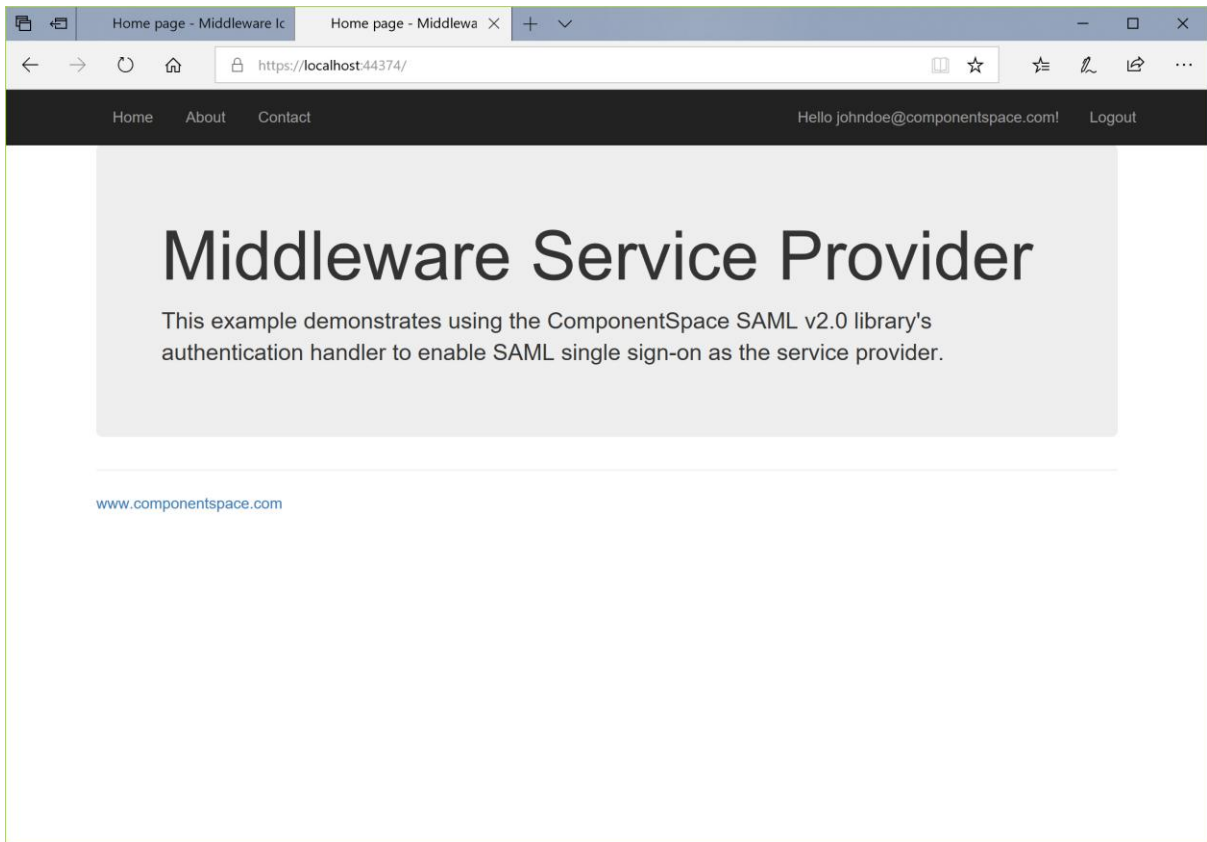 Home page - Middleware Ic
Home page - Middlewa
https://localhost:44374/
Home About Contact Hello johndoe@componentspace.com! Logout
Middleware Service Provider
This example demonstrates using the ComponentSpace SAML v2.0 library's
authentication handler to enable SAML single sign-on as the service provider.
www.componentspace.com